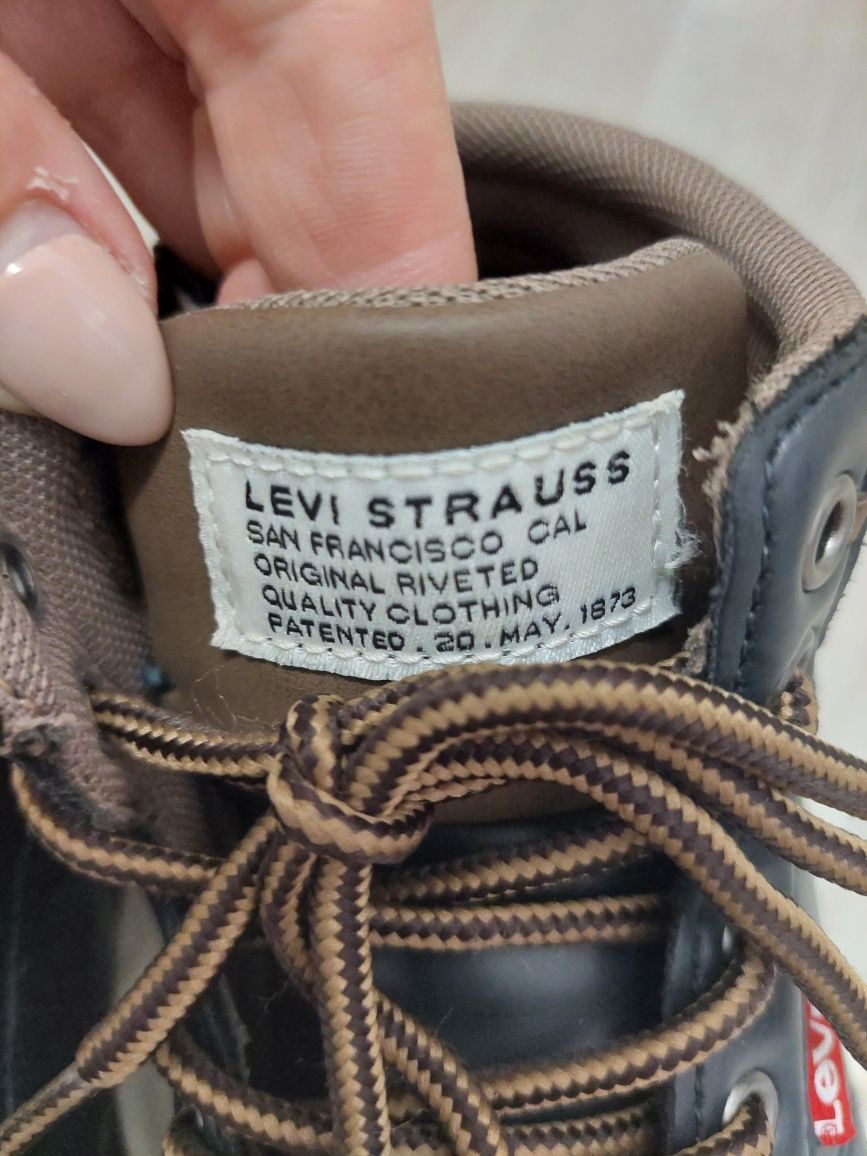 LEVI STRAUSS
SAN FRANCISCO CAL
ORIGINAL RIVETED
QUALITY CLOTHING
PATENTED . 20 . MAY . 1873
Levi